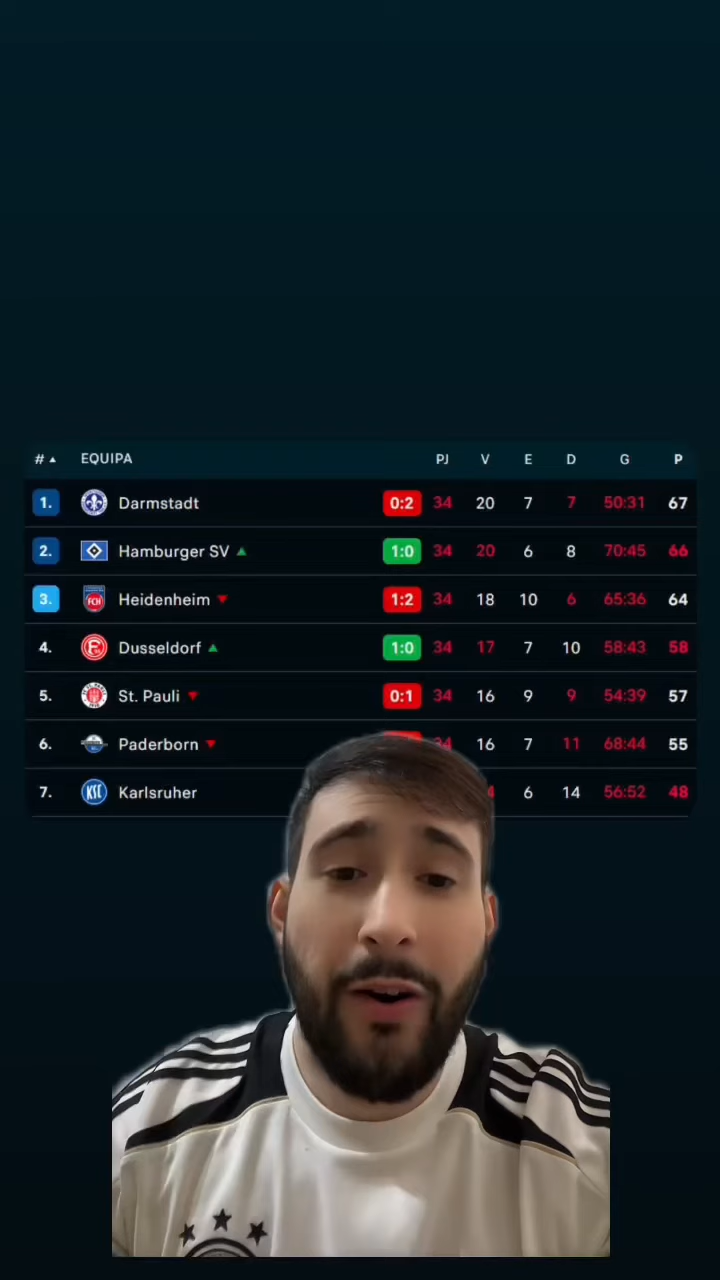 # EQUIPA PJ V E D G P
1. Darmstadt 0:2 34 20 7 7 50:31 67
2. Hamburger SV 1:0 34 20 6 8 70:45 66
3. Heidenheim 1:2 34 18 10 6 65:36 64
4. Dusseldorf 1:0 34 17 7 10 58:43 58
5. St. Pauli 0:1 34 16 9 9 54:39 57
6. Paderborn 34 16 7 11 68:44 55
7. Karlsruher 6 14 56:52 48
FCH
KSC